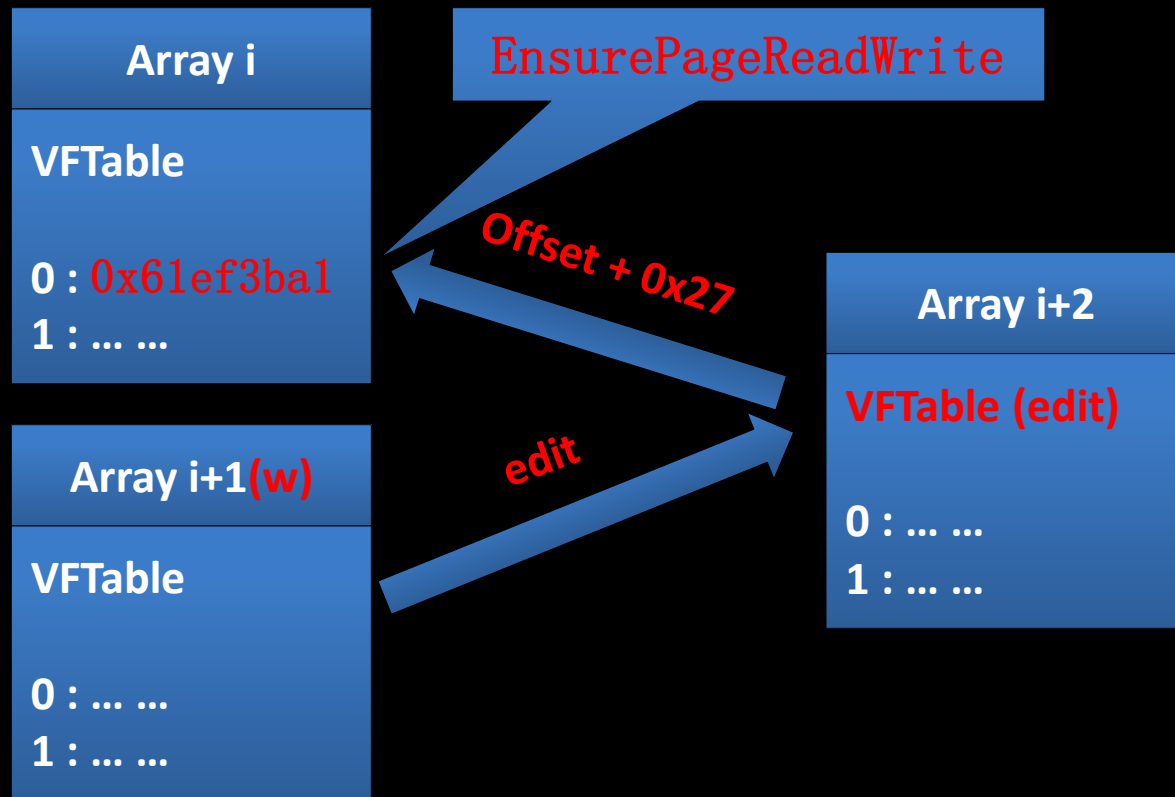 Array i
VFTable
0 : 0x61ef3ba1
1 : ... ...
EnsurePageReadWrite
Offset + 0x27
Array i+2
VFTable (edit)
0 : ... ...
1 : ... ...
edit
Array i+1(w)
VFTable
0 : ... ...
1 : ... ...